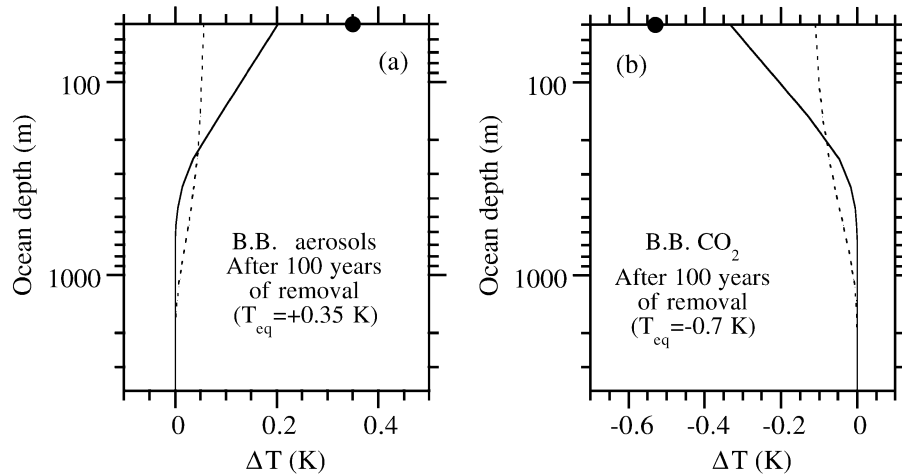 (a)
100
1000
Ocean depth (m)
B.B. aerosols
After 100 years
of removal
(Teq=+0.35 K)
0 0.2 0.4
ΔT (K)
(b)
100
1000
Ocean depth (m)
B.B. CO2
After 100 years
of removal
(Teq=-0.7 K)
-0.6 -0.4 -0.2 0
ΔT (K)